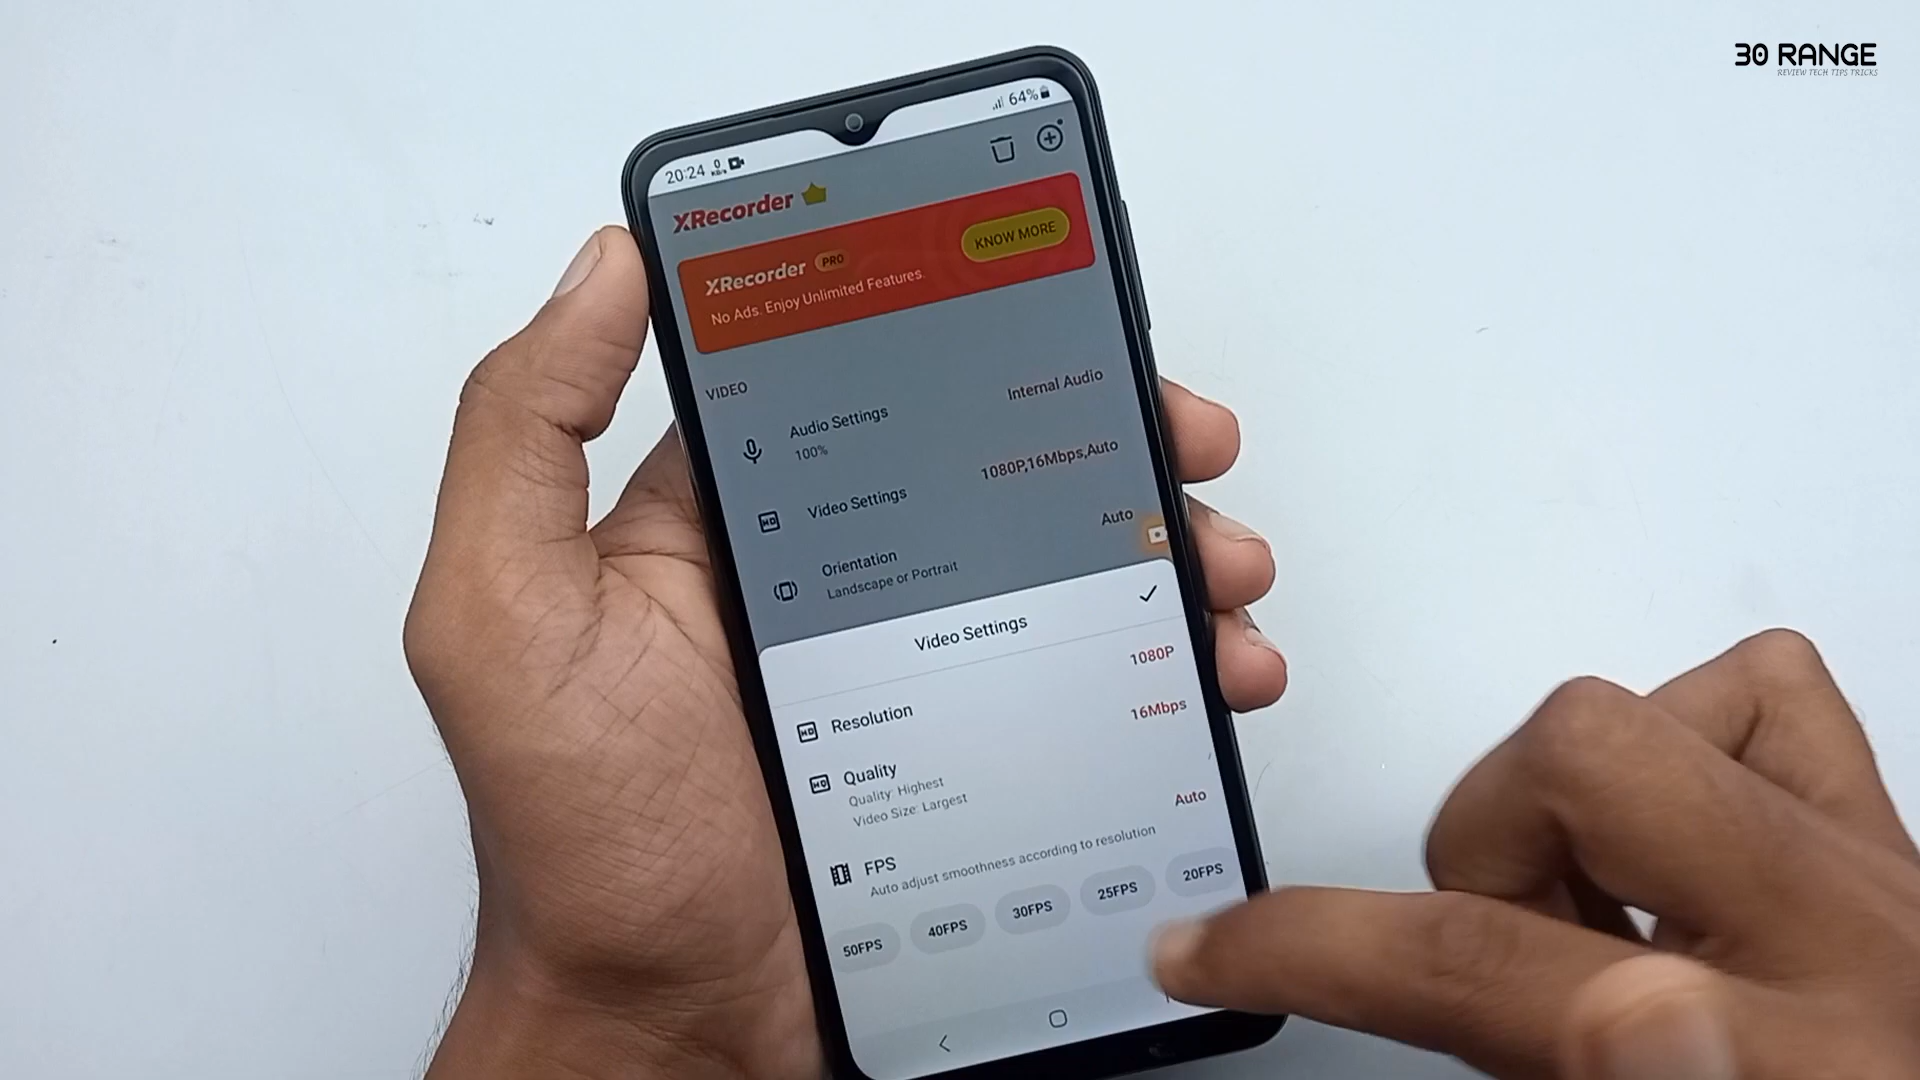 30 RANGE
REVIEW TECH TIPS TRICKS
20:24 0 KB/s
64%
XRecorder
XRecorder PRO
No Ads. Enjoy Unlimited Features.
KNOW MORE
VIDEO
Audio Settings
100%
Internal Audio
Video Settings
1080P,16Mbps,Auto
Orientation
Landscape or Portrait
Auto
Video Settings
Resolution
1080P
Quality
Quality: Highest
Video Size: Largest
16Mbps
FPS
Auto adjust smoothness according to resolution
Auto
50FPS 40FPS 30FPS 25FPS 20FPS